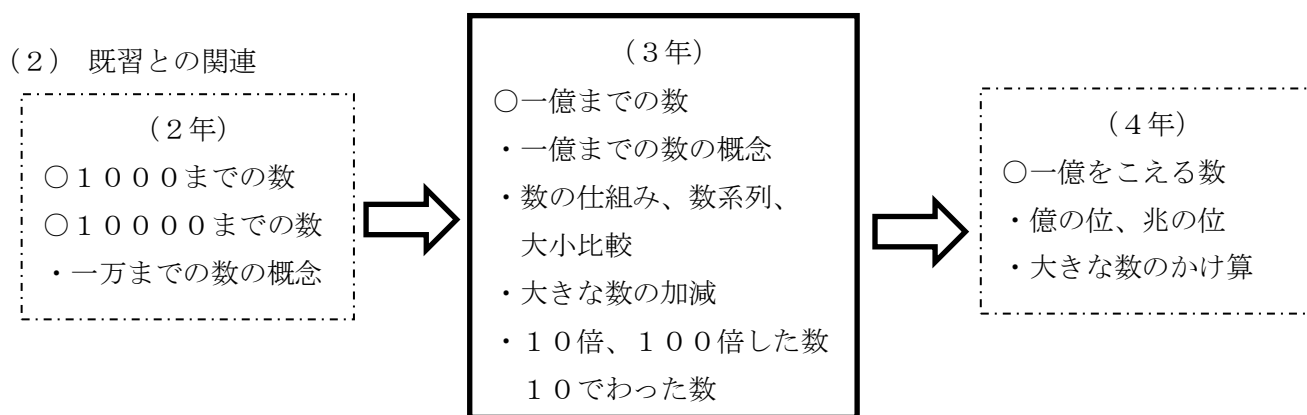 (２) 既習との関連
(２年)
○１０００までの数
○１００００までの数
・一万までの数の概念
(３年)
○一億までの数
・一億までの数の概念
・数の仕組み、数系列、
大小比較
・大きな数の加減
・１０倍、１００倍した数
１０でわった数
(４年)
○一億をこえる数
・億の位、兆の位
・大きな数のかけ算